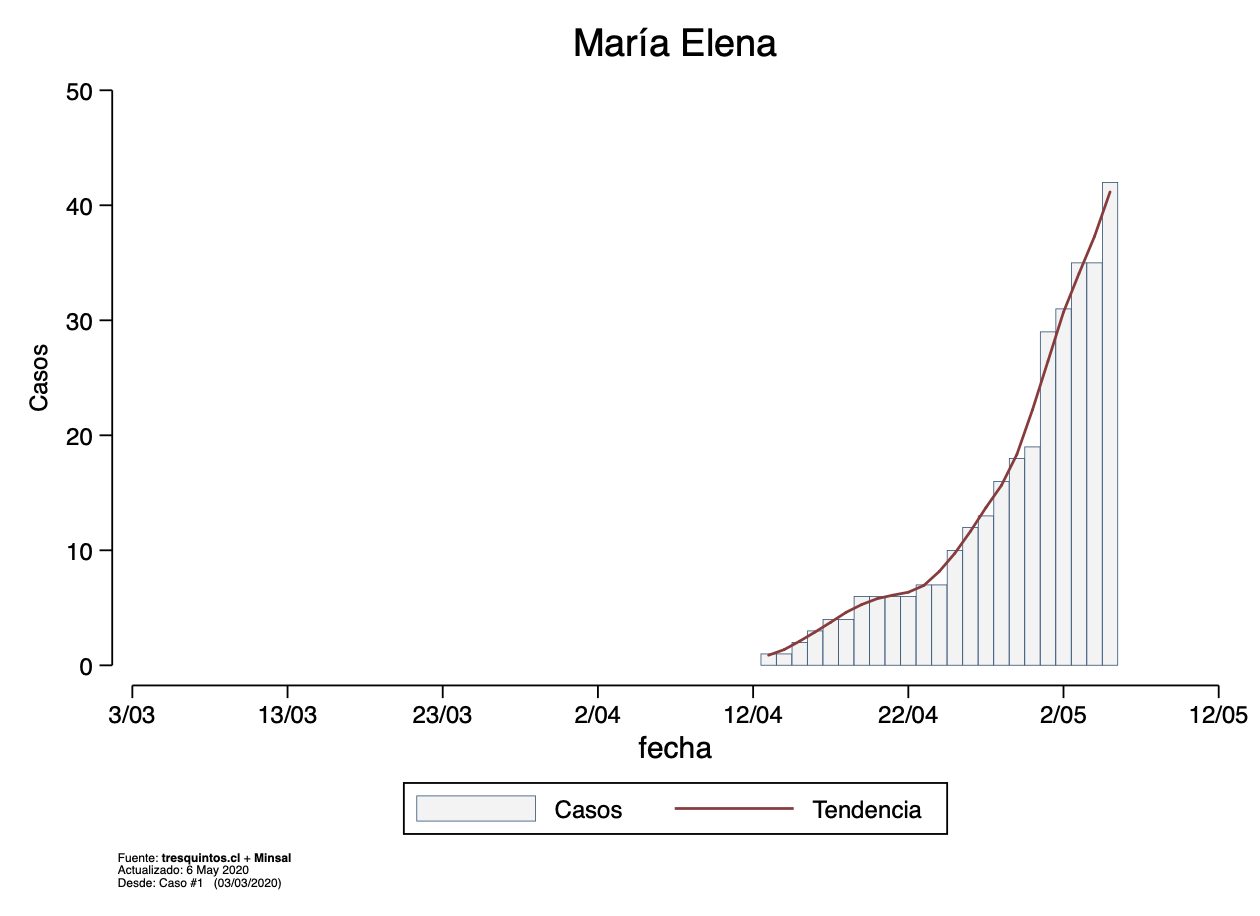 María Elena
50
40
30
20
10
0
Casos
3/03 13/03 23/03 2/04 12/04 22/04 2/05 12/05
fecha
Casos Tendencia
Fuente: tresquintos.cl + Minsal
Actualizado: 6 May 2020
Desde: Caso #1 (03/03/2020)